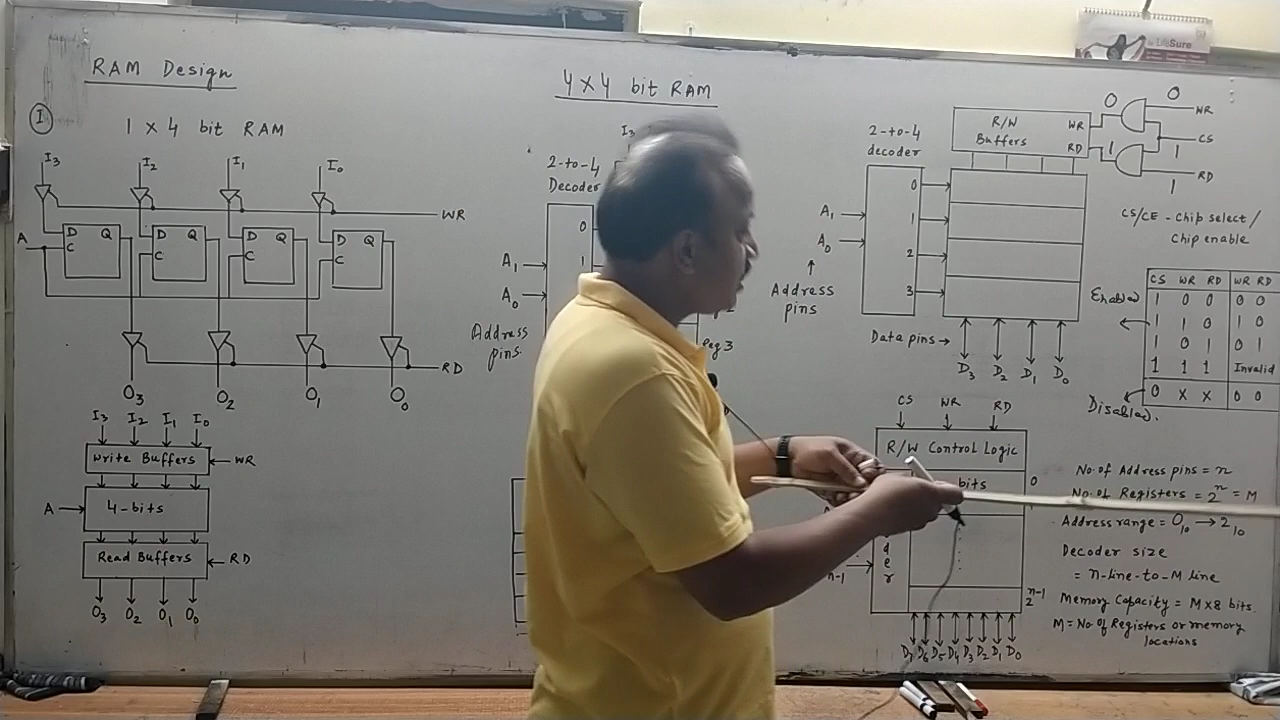 RAM Design
I
1 X 4 bit RAM
I3 I2 I1 I0
WR
A
D Q D Q D Q D Q
C C C C
RD
O3 O2 O1 O0
I3 I2 I1 I0
Write Buffers
WR
A
4-bits
Read Buffers
RD
O3 O2 O1 O0
4 X 4 bit RAM
I3
2-to-4
Decoder
0
1
A1
A0
Address
pins.
Reg 3
2-to-4
decoder
R/W
Buffers
WR
RD
0
1
0
WR
CS
1
RD
1
A1
A0
0
1
2
3
Address
pins
Data pins →
D3 D2 D1 D0
CS/CE - Chip select /
Chip enable
CS WR RD WR RD
Enabled
1 0 0 0 0
1 1 0 1 0
1 0 1 0 1
1 1 1 Invalid
0 X X 0 0
Disabled.
CS WR RD
R/W Control Logic
bits
0
d
e
r
n-1
2^n-1
D7 D6 D5 D4 D3 D2 D1 D0
No. of Address pins = n
No. of Registers = 2^n = M
Address range = 0_10 → 2_10
Decoder size
= n-line-to-M line
Memory Capacity = M X 8 bits.
M = No. of Registers or memory
locations
LifeSure